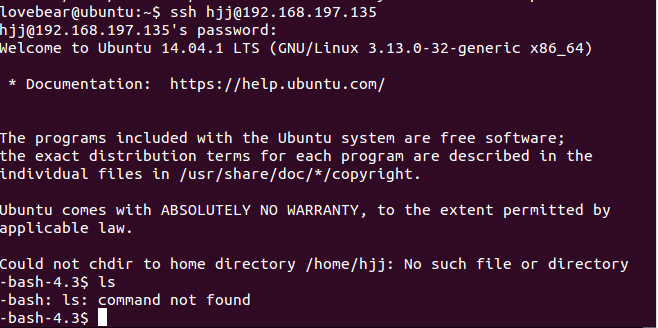 lovebear@ubuntu:~$ ssh hjj@192.168.197.135
hjj@192.168.197.135's password:
Welcome to Ubuntu 14.04.1 LTS (GNU/Linux 3.13.0-32-generic x86_64)
* Documentation:  https://help.ubuntu.com/
The programs included with the Ubuntu system are free software;
the exact distribution terms for each program are described in the
individual files in /usr/share/doc/*/copyright.
Ubuntu comes with ABSOLUTELY NO WARRANTY, to the extent permitted by
applicable law.
Could not chdir to home directory /home/hjj: No such file or directory
-bash-4.3$ ls
-bash: ls: command not found
-bash-4.3$